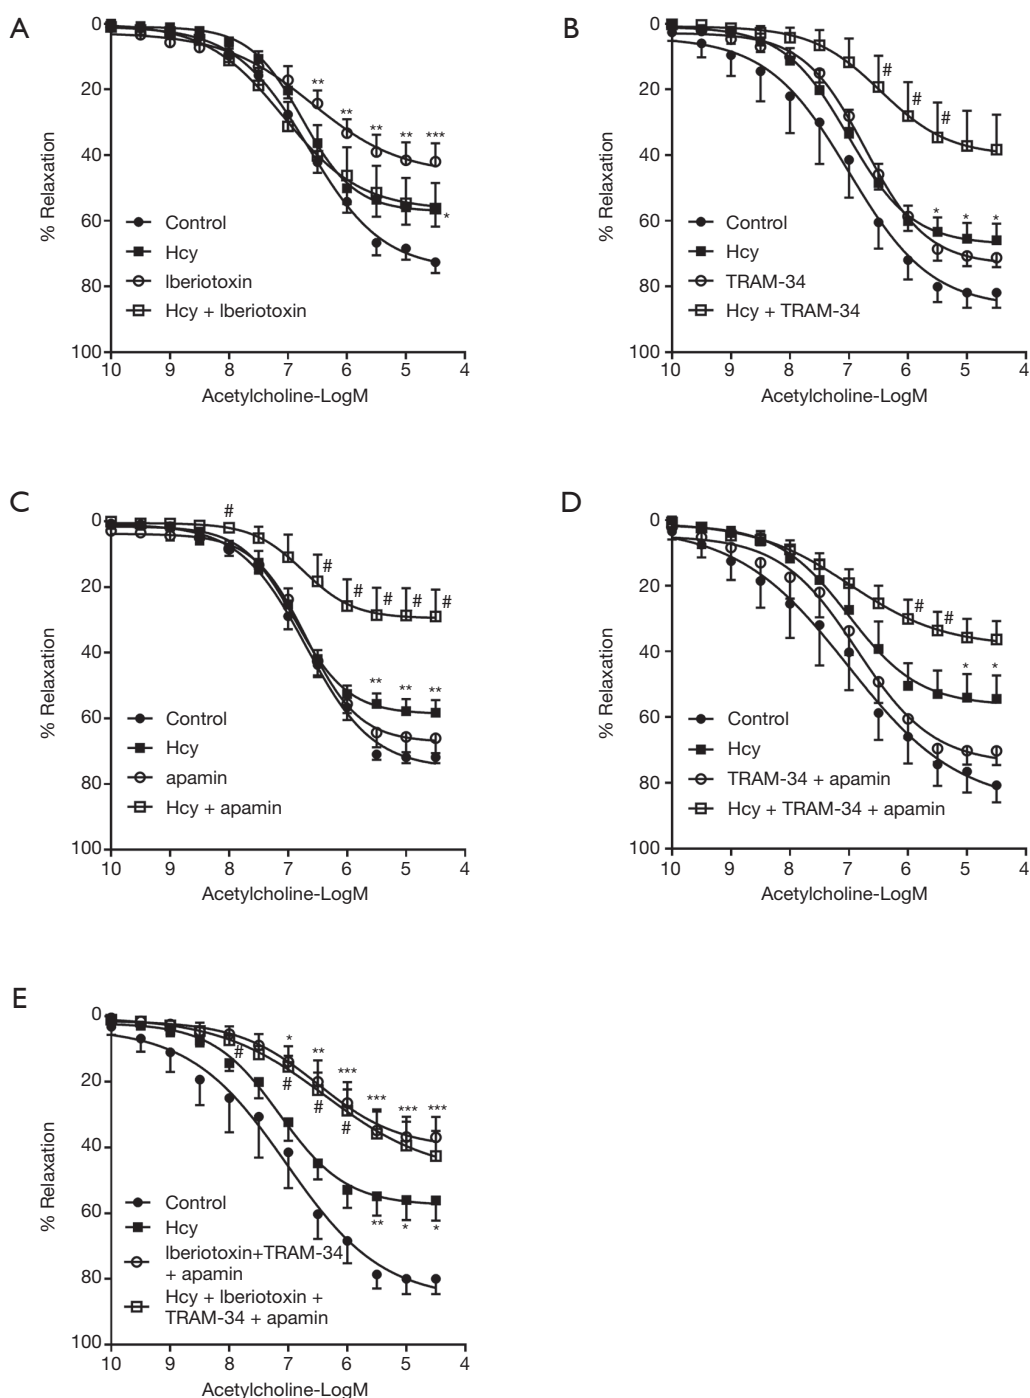 A
% Relaxation
0
20
40
60
80
100
**
**
**
**
***
*
Control
Hcy
Iberiotoxin
Hcy + Iberiotoxin
10 9 8 7 6 5 4
Acetylcholine-LogM
B
% Relaxation
0
20
40
60
80
100
#
#
#
* * *
Control
Hcy
TRAM-34
Hcy + TRAM-34
10 9 8 7 6 5 4
Acetylcholine-LogM
C
% Relaxation
0
20
40
60
80
100
#
#
#
#
#
#
** ** **
Control
Hcy
apamin
Hcy + apamin
10 9 8 7 6 5 4
Acetylcholine-LogM
D
% Relaxation
0
20
40
60
80
100
#
#
* *
Control
Hcy
TRAM-34 + apamin
Hcy + TRAM-34 + apamin
10 9 8 7 6 5 4
Acetylcholine-LogM
E
% Relaxation
0
20
40
60
80
100
*
**
***
***
***
***
#
#
#
#
** * *
Control
Hcy
Iberiotoxin+TRAM-34
+ apamin
Hcy + Iberiotoxin +
TRAM-34 + apamin
10 9 8 7 6 5 4
Acetylcholine-LogM